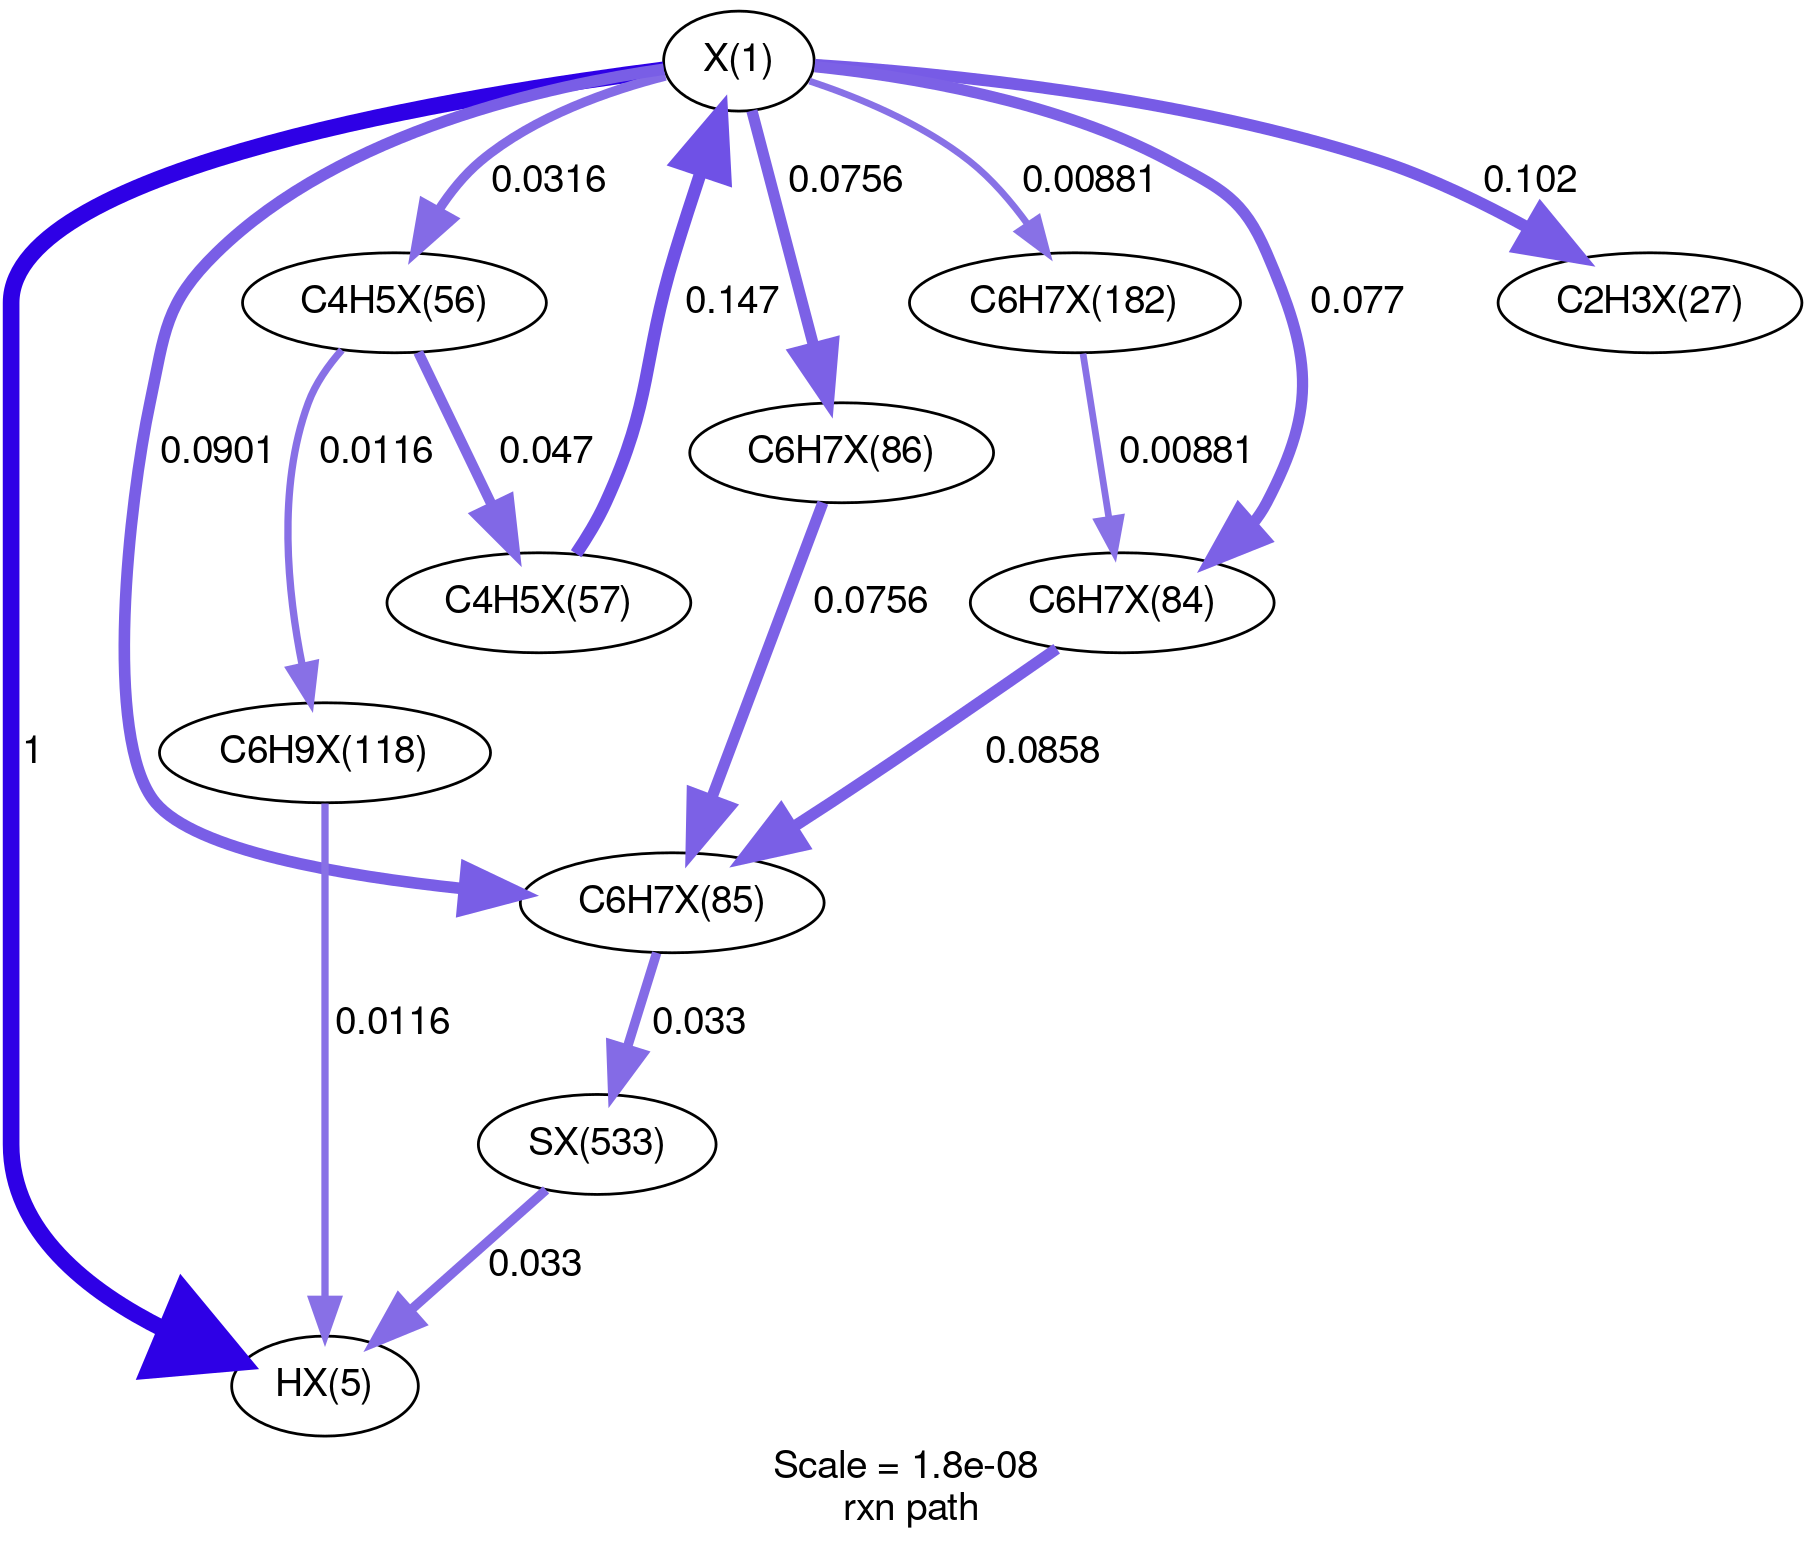 X(1)
0.0316
0.0756
0.00881
0.102
C4H5X(56)
0.147
C6H7X(182)
0.077
C2H3X(27)
0.0901
0.0116
0.047
C6H7X(86)
0.00881
C4H5X(57)
0.0756
C6H7X(84)
1
C6H9X(118)
0.0858
C6H7X(85)
0.0116
0.033
SX(533)
0.033
HX(5)
Scale = 1.8e-08
rxn path